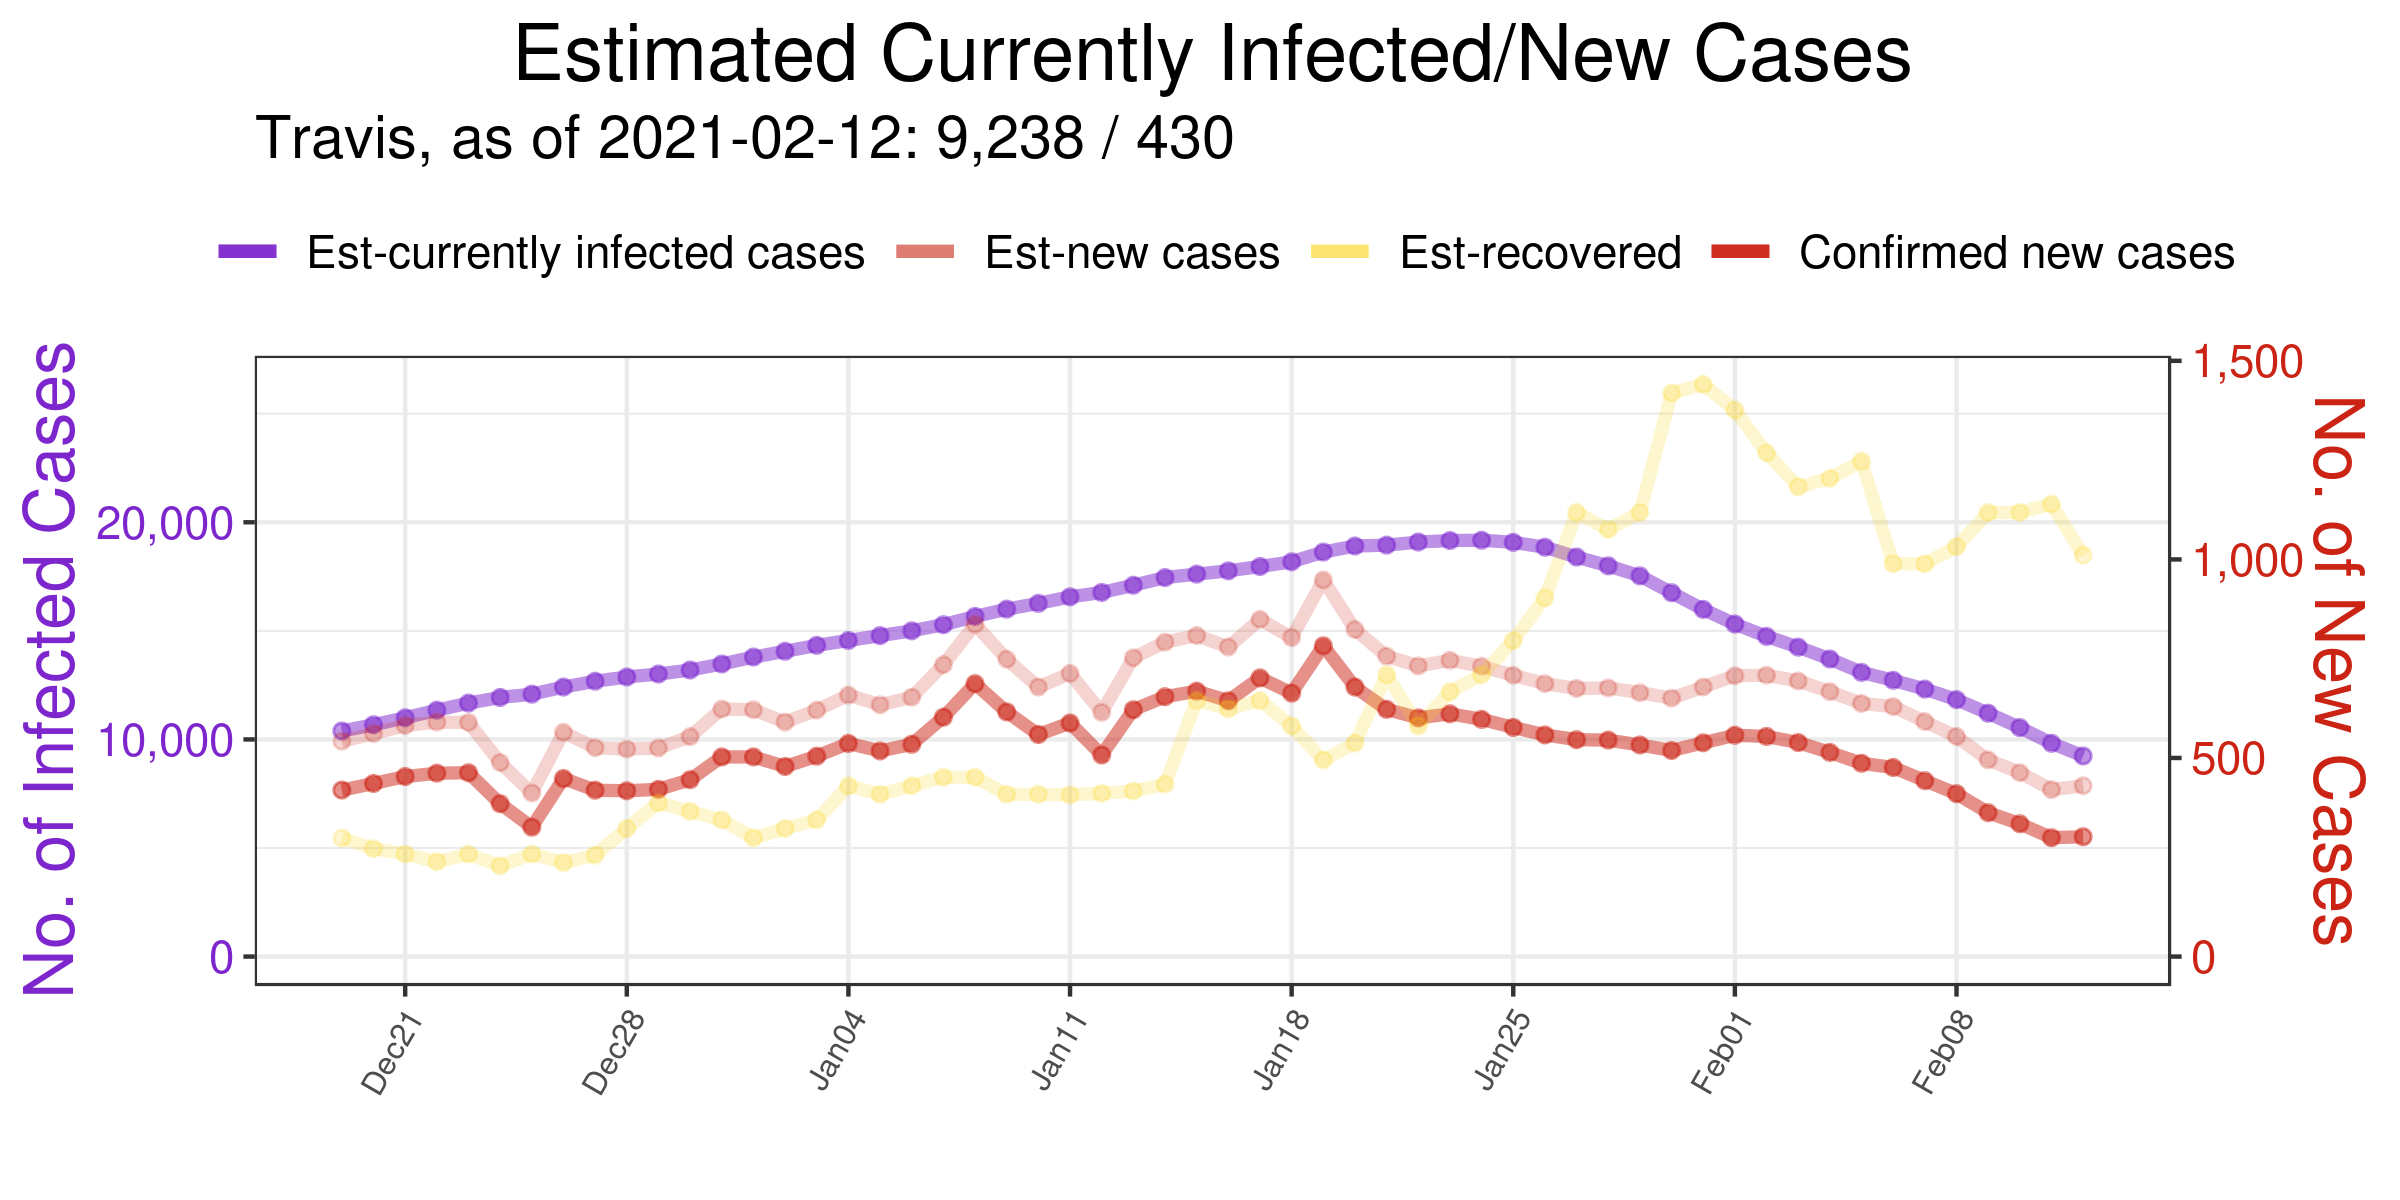 Estimated Currently Infected/New Cases
Travis, as of 2021-02-12: 9,238 / 430
Est-currently infected cases Est-new cases Est-recovered Confirmed new cases
No. of Infected Cases
20,000
10,000
0
1,500
1,000
500
0
No. of New Cases
Dec21 Dec28 Jan04 Jan11 Jan18 Jan25 Feb01 Feb08